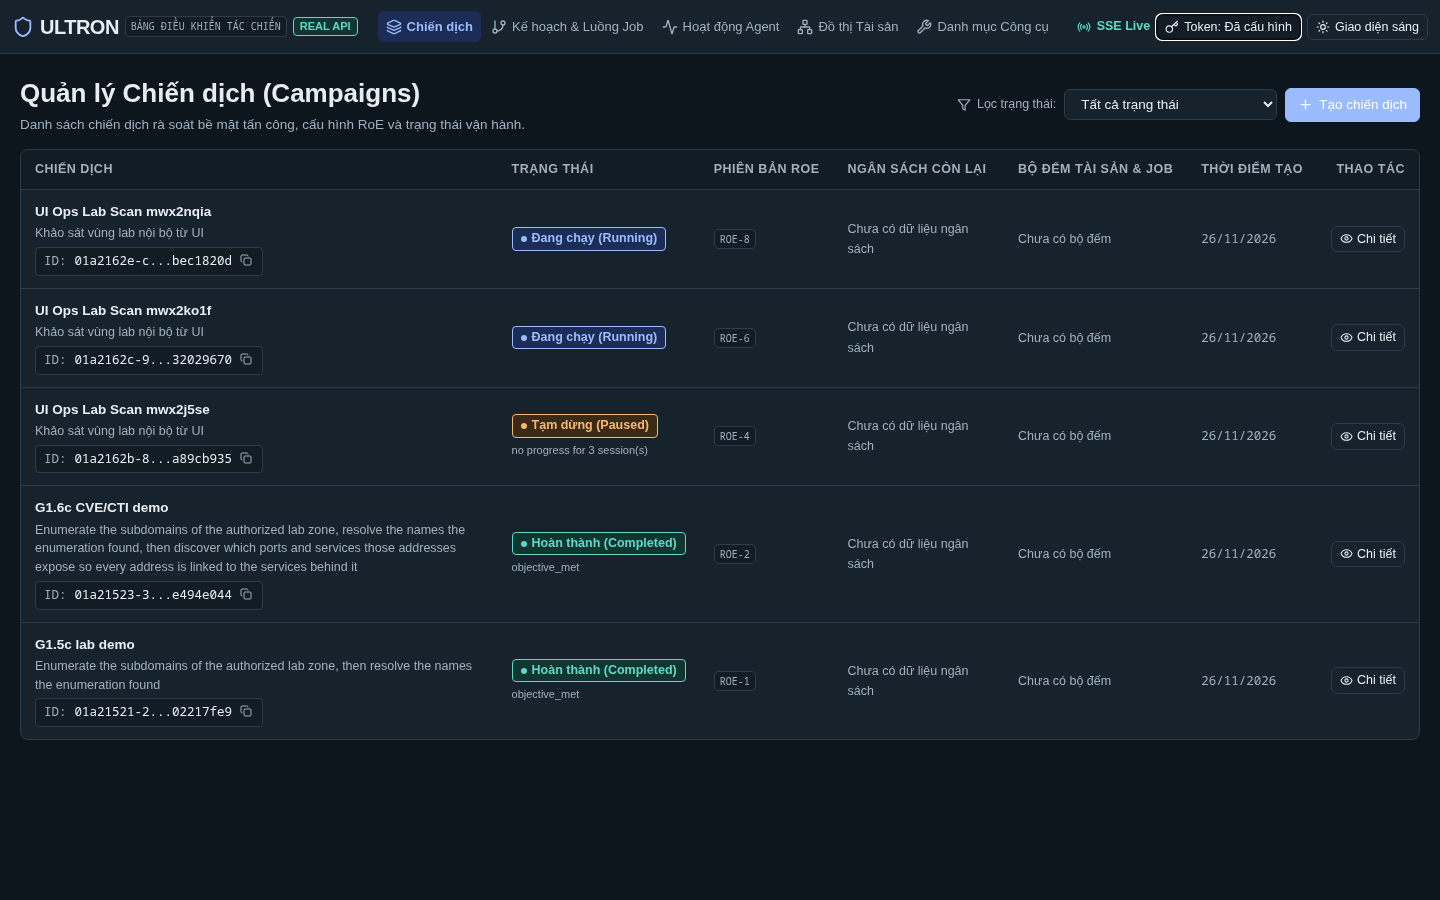 ULTRON BẢNG ĐIỀU KHIỂN TÁC CHIẾN REAL API Chiến dịch Kế hoạch & Luồng Job Hoạt động Agent Đồ thị Tài sản Danh mục Công cụ SSE Live Token: Đã cấu hình Giao diện sáng
Quản lý Chiến dịch (Campaigns)
Danh sách chiến dịch rà soát bề mặt tấn công, cấu hình RoE và trạng thái vận hành.
Lọc trạng thái: Tất cả trạng thái Tạo chiến dịch
CHIẾN DỊCH TRẠNG THÁI PHIÊN BẢN ROE NGÂN SÁCH CÒN LẠI BỘ ĐẾM TÀI SẢN & JOB THỜI ĐIỂM TẠO THAO TÁC
UI Ops Lab Scan mwx2nqia
Khảo sát vùng lab nội bộ từ UI
ID: 01a2162e-c...bec1820d
Đang chạy (Running)
ROE-8
Chưa có dữ liệu ngân
sách
Chưa có bộ đếm
26/11/2026
Chi tiết
UI Ops Lab Scan mwx2ko1f
Khảo sát vùng lab nội bộ từ UI
ID: 01a2162c-9...32029670
Đang chạy (Running)
ROE-6
Chưa có dữ liệu ngân
sách
Chưa có bộ đếm
26/11/2026
Chi tiết
UI Ops Lab Scan mwx2j5se
Khảo sát vùng lab nội bộ từ UI
ID: 01a2162b-8...a89cb935
Tạm dừng (Paused)
no progress for 3 session(s)
ROE-4
Chưa có dữ liệu ngân
sách
Chưa có bộ đếm
26/11/2026
Chi tiết
G1.6c CVE/CTI demo
Enumerate the subdomains of the authorized lab zone, resolve the names the
enumeration found, then discover which ports and services those addresses
expose so every address is linked to the services behind it
ID: 01a21523-3...e494e044
Hoàn thành (Completed)
objective_met
ROE-2
Chưa có dữ liệu ngân
sách
Chưa có bộ đếm
26/11/2026
Chi tiết
G1.5c lab demo
Enumerate the subdomains of the authorized lab zone, then resolve the names
the enumeration found
ID: 01a21521-2...02217fe9
Hoàn thành (Completed)
objective_met
ROE-1
Chưa có dữ liệu ngân
sách
Chưa có bộ đếm
26/11/2026
Chi tiết